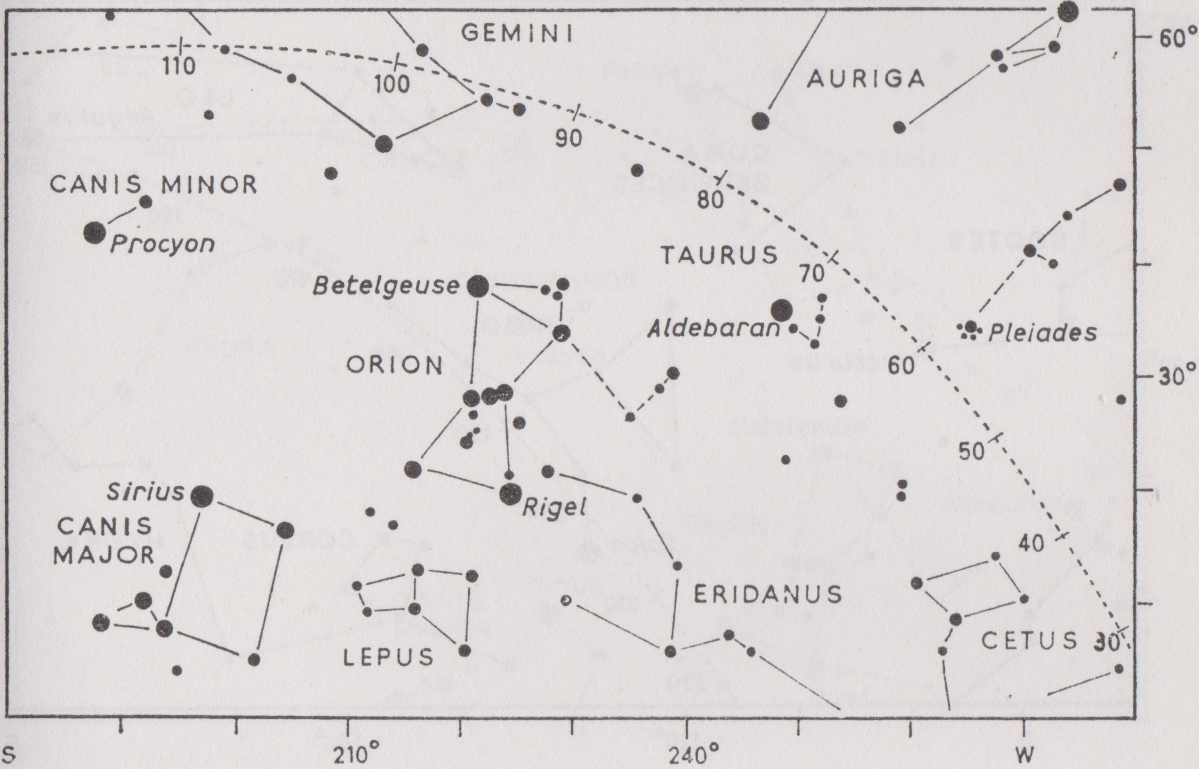 GEMINI
60°
AURIGA
110
100
90
CANIS MINOR
Procyon
80
TAURUS
70
Betelgeuse
Aldebaran
Pleiades
ORION
60
30°
50
Sirius
Rigel
CANIS
MAJOR
40
ERIDANUS
LEPUS
CETUS
30
S
210°
240°
W